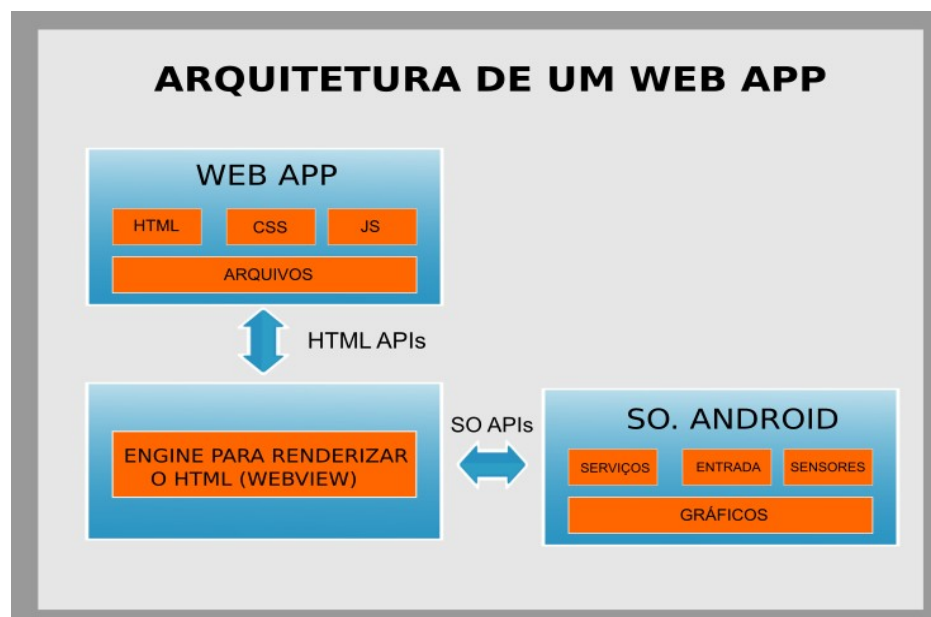 ARQUITETURA DE UM WEB APP
WEB APP
HTML
CSS
JS
ARQUIVOS
HTML APIs
ENGINE PARA RENDERIZAR
O HTML (WEBVIEW)
SO APIs
SO. ANDROID
SERVIÇOS
ENTRADA
SENSORES
GRÁFICOS